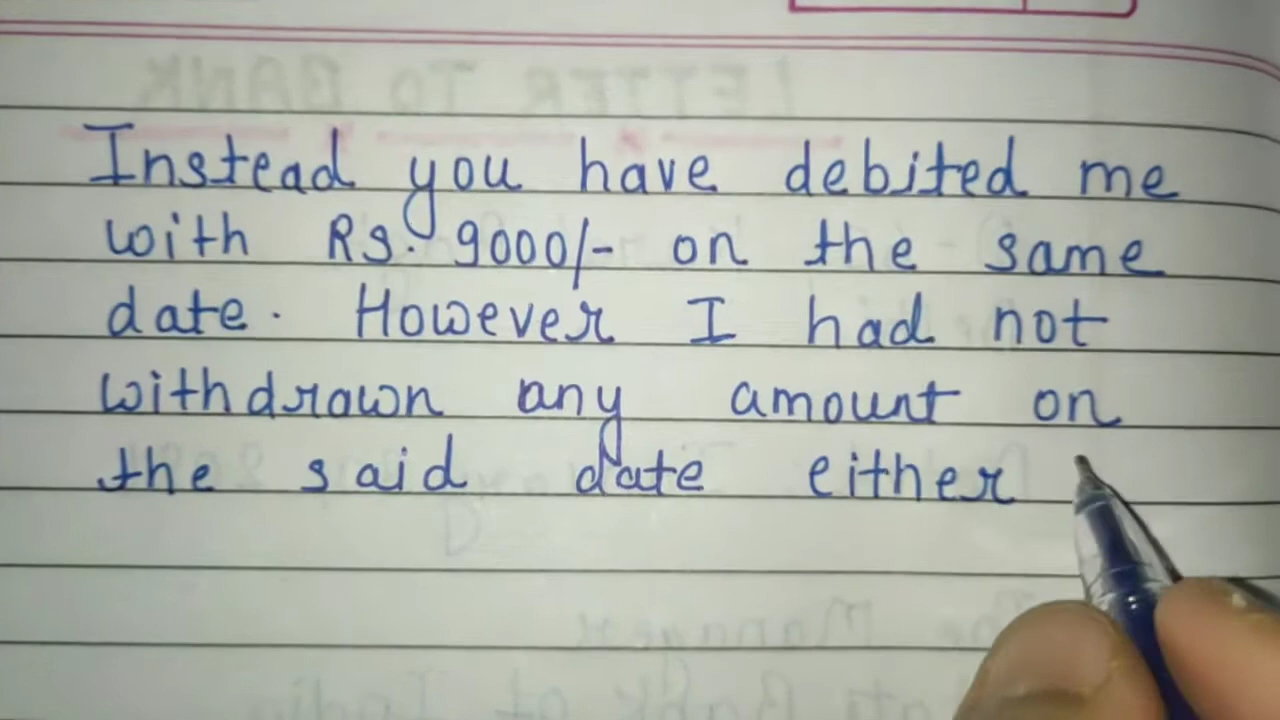 Instead you have debited me
with Rs. 9000/- on the same
date. However I had not
withdrawn any amount on
the said date either